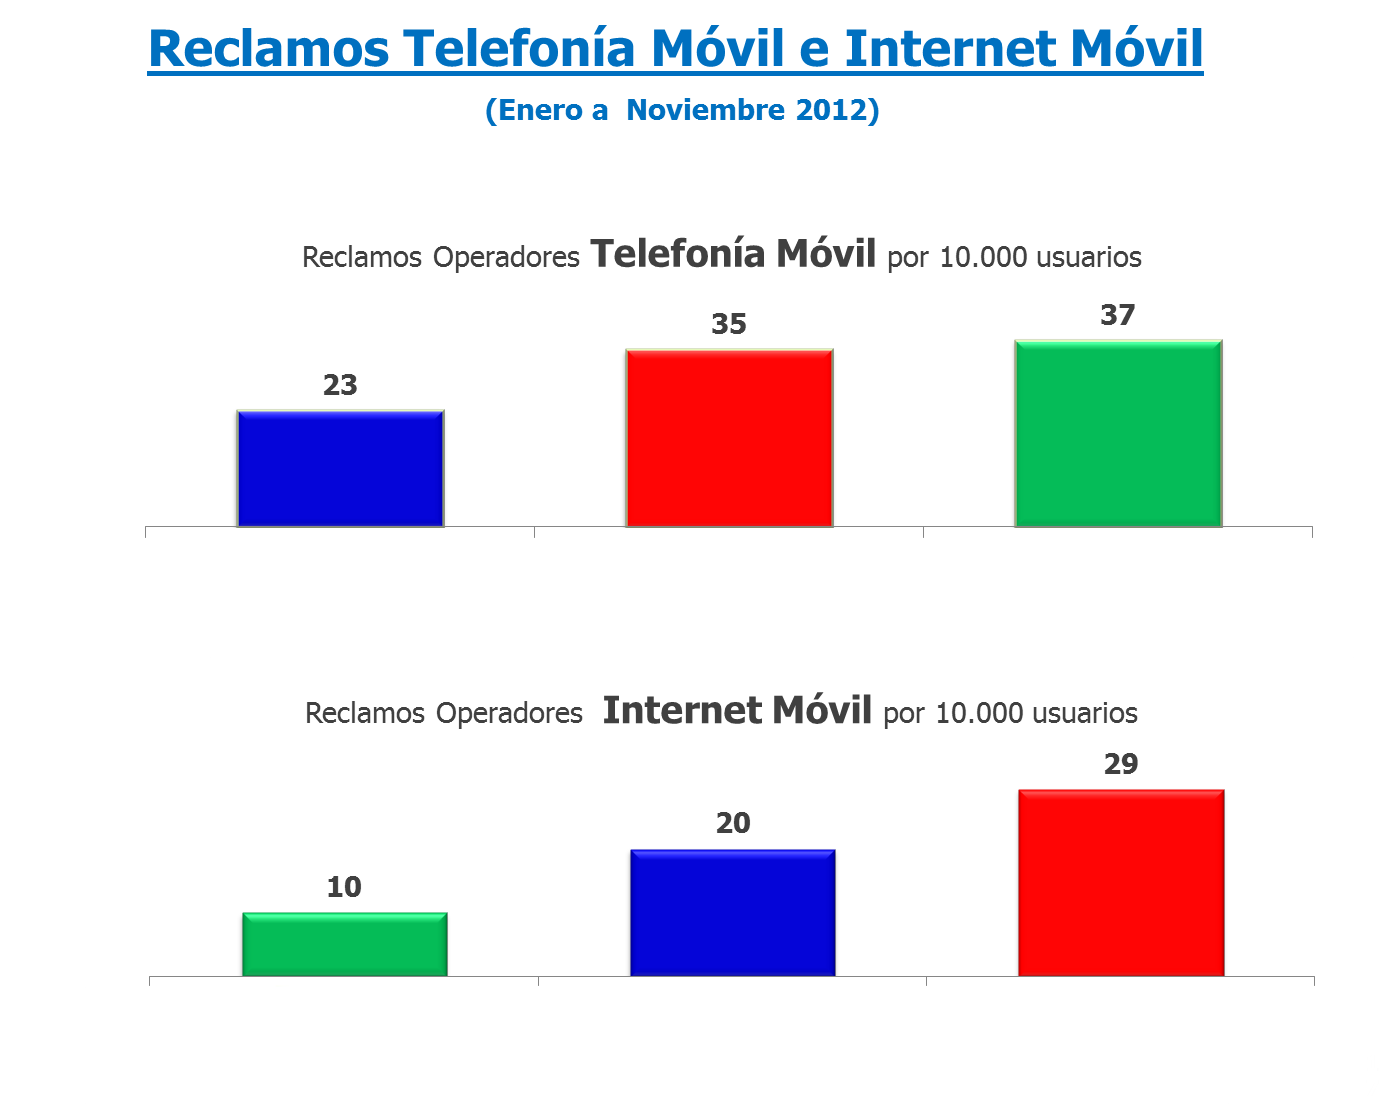 Reclamos Telefonía Móvil e Internet Móvil
(Enero a Noviembre 2012)
Reclamos Operadores Telefonía Móvil por 10.000 usuarios
23
35
37
Reclamos Operadores Internet Móvil por 10.000 usuarios
10
20
29